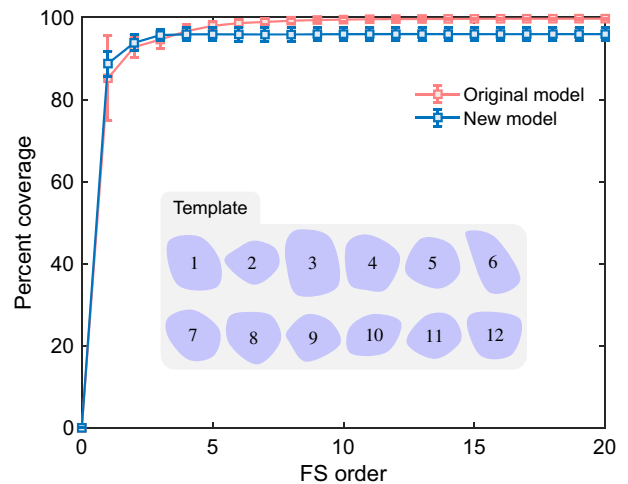 100
80
60
40
20
0
Percent coverage
Original model
New model
Template
1 2 3 4 5 6
7 8 9 10 11 12
0 5 10 15 20
FS order